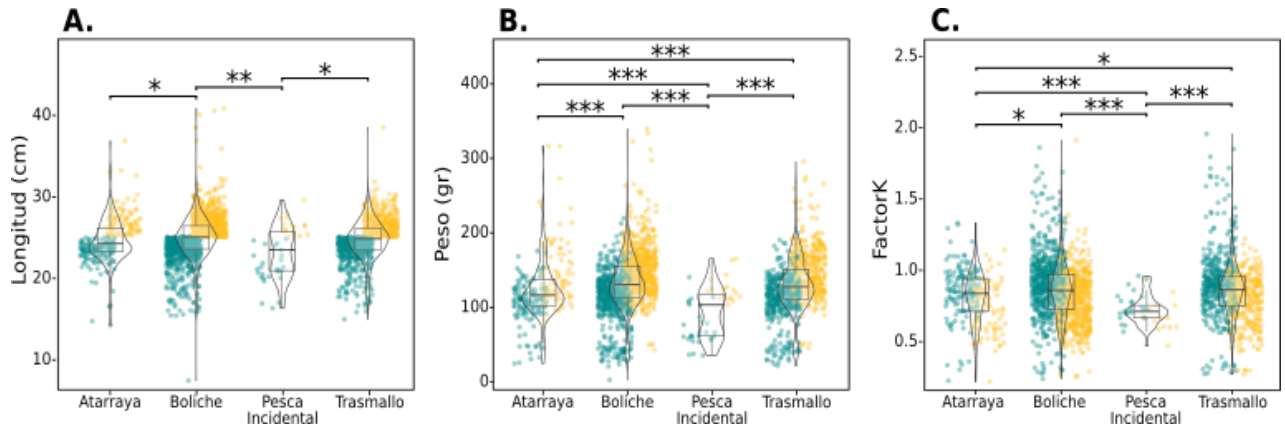 A.
Longitud (cm)
40
30
20
10
*
**
*
Atarraya
Boliche
Pesca
Incidental
Trasmallo
B.
Peso (gr)
400
300
200
100
0
***
***
***
***
***
Atarraya
Boliche
Pesca
Incidental
Trasmallo
C.
FactorK
2.5
2.0
1.5
1.0
0.5
*
***
***
***
*
Atarraya
Boliche
Pesca
Incidental
Trasmallo